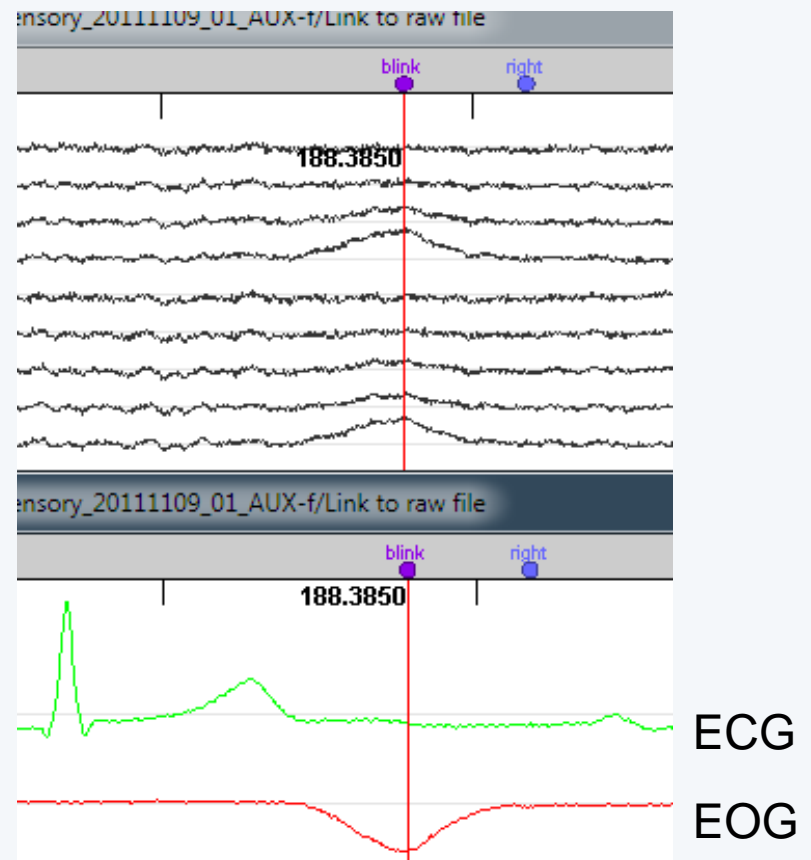 ensory_20111109_01_AUX-f/Link to raw file
blink right
188.3850
ensory_20111109_01_AUX-f/Link to raw file
blink right
188.3850
ECG
EOG